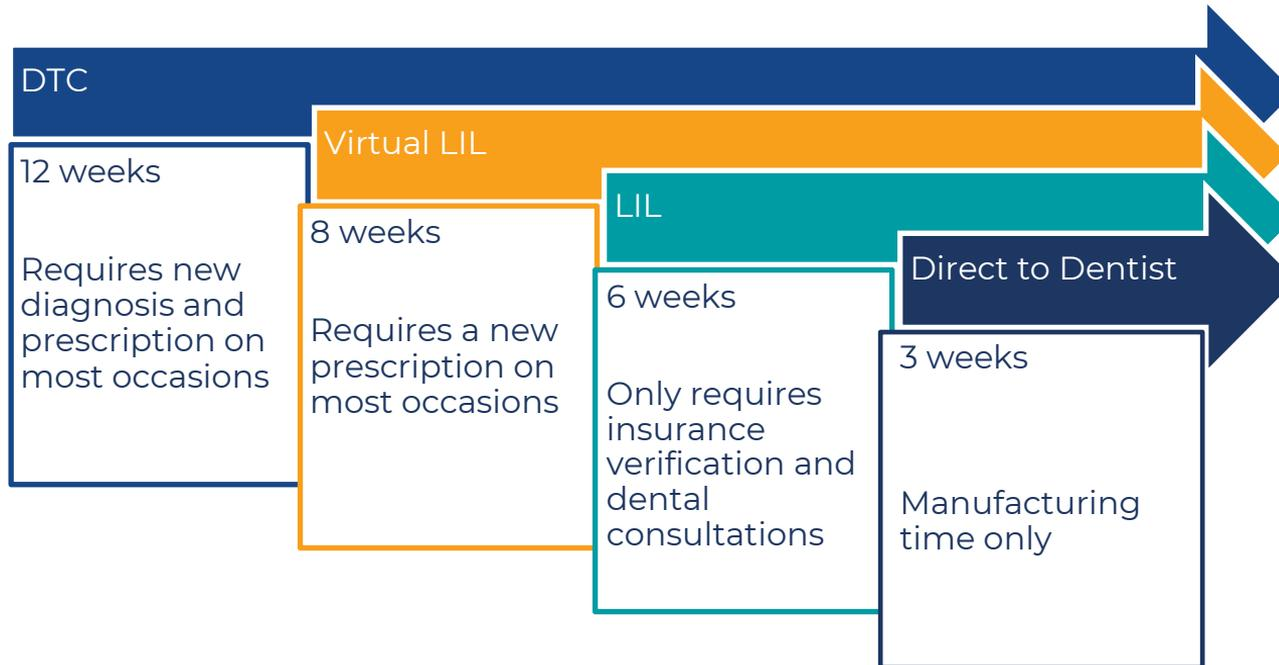 DTC
12 weeks
Requires new
diagnosis and
prescription on
most occasions
Virtual LIL
8 weeks
Requires a new
prescription on
most occasions
LIL
6 weeks
Only requires
insurance
verification and
dental
consultations
Direct to Dentist
3 weeks
Manufacturing
time only